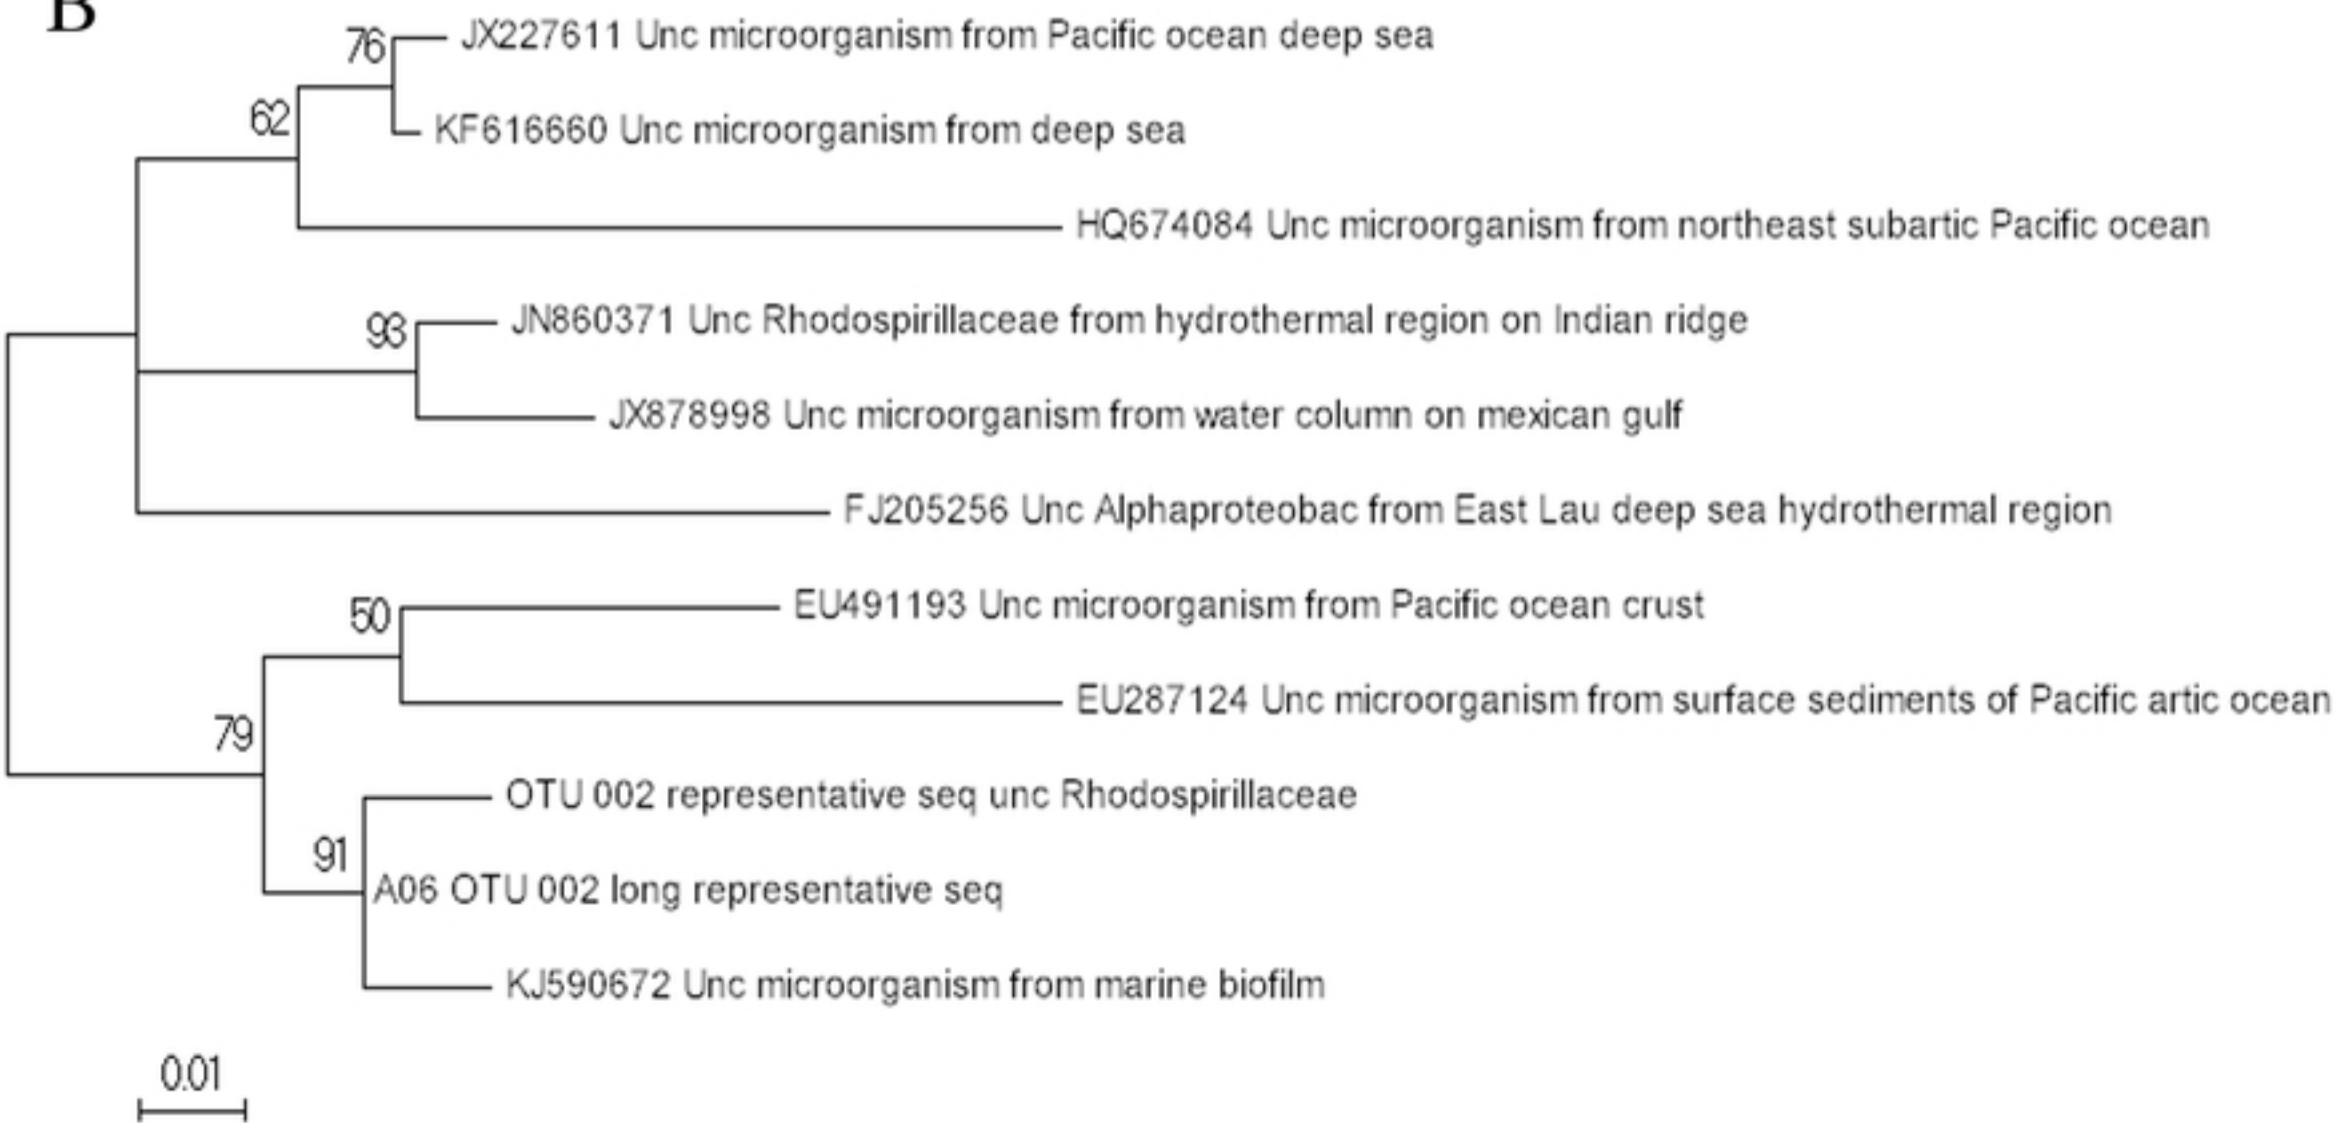 B
76
JX227611 Unc microorganism from Pacific ocean deep sea
62
KF616660 Unc microorganism from deep sea
HQ674084 Unc microorganism from northeast subartic Pacific ocean
93
JN860371 Unc Rhodospirillaceae from hydrothermal region on Indian ridge
JX878998 Unc microorganism from water column on mexican gulf
FJ205256 Unc Alphaproteobac from East Lau deep sea hydrothermal region
50
EU491193 Unc microorganism from Pacific ocean crust
EU287124 Unc microorganism from surface sediments of Pacific artic ocean
79
OTU 002 representative seq unc Rhodospirillaceae
91
A06 OTU 002 long representative seq
KJ590672 Unc microorganism from marine biofilm
0.01